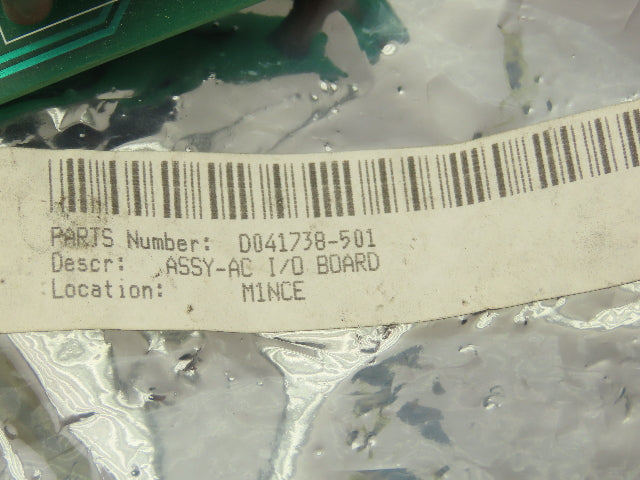 PARTS Number: D041738-501
Descr: ASSY-AC I/O BOARD
Location: M1NCE